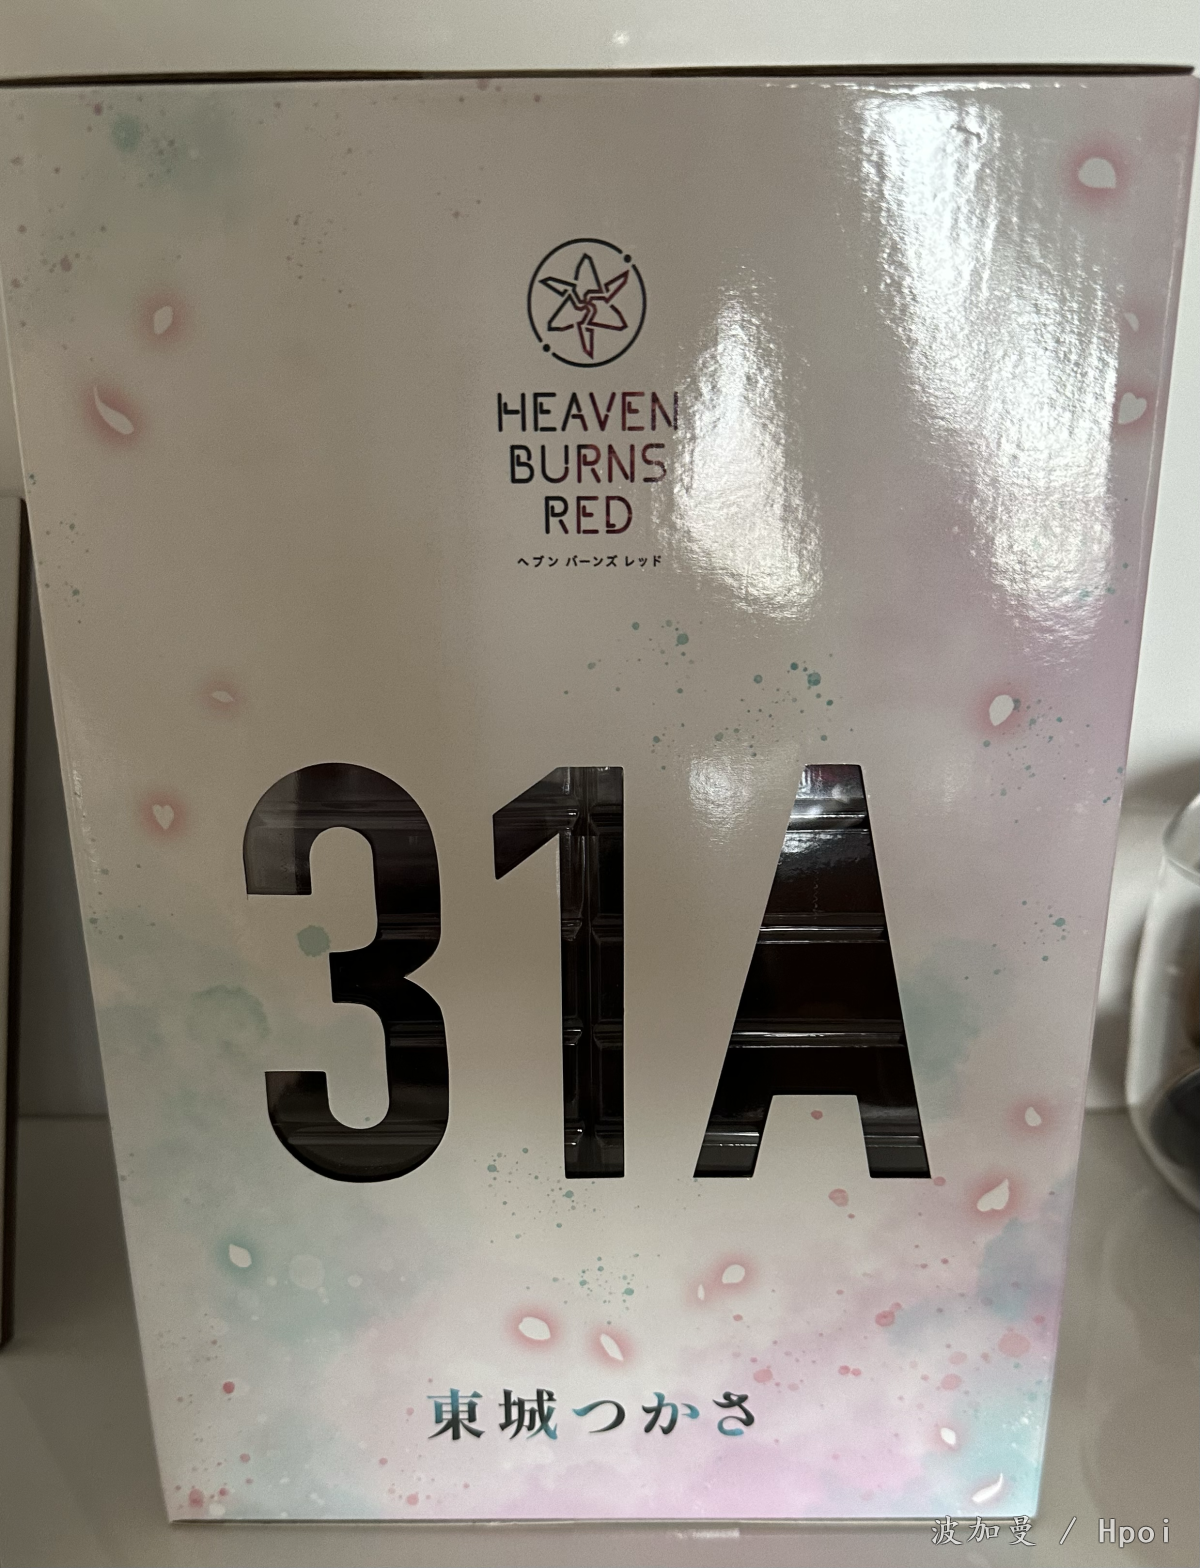 HEAVEN
BURNS
RED
ヘブンバーンズレッド
31A
東城つかさ
波加曼 / Hpoi